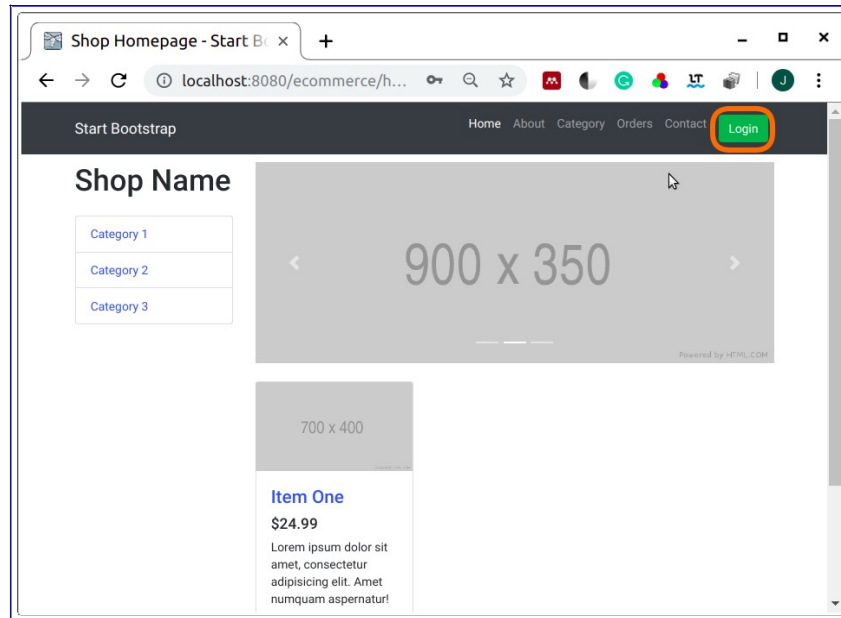 Shop Homepage - Start Bo
localhost:8080/ecommerce/h...
J
Start Bootstrap
Home About Category Orders Contact Login
Shop Name
Category 1
Category 2
Category 3
900 x 350
Powered by HTML.COM
700 x 400
Item One
$24.99
Lorem ipsum dolor sit
amet, consectetur
adipisicing elit. Amet
numquam aspernatur!